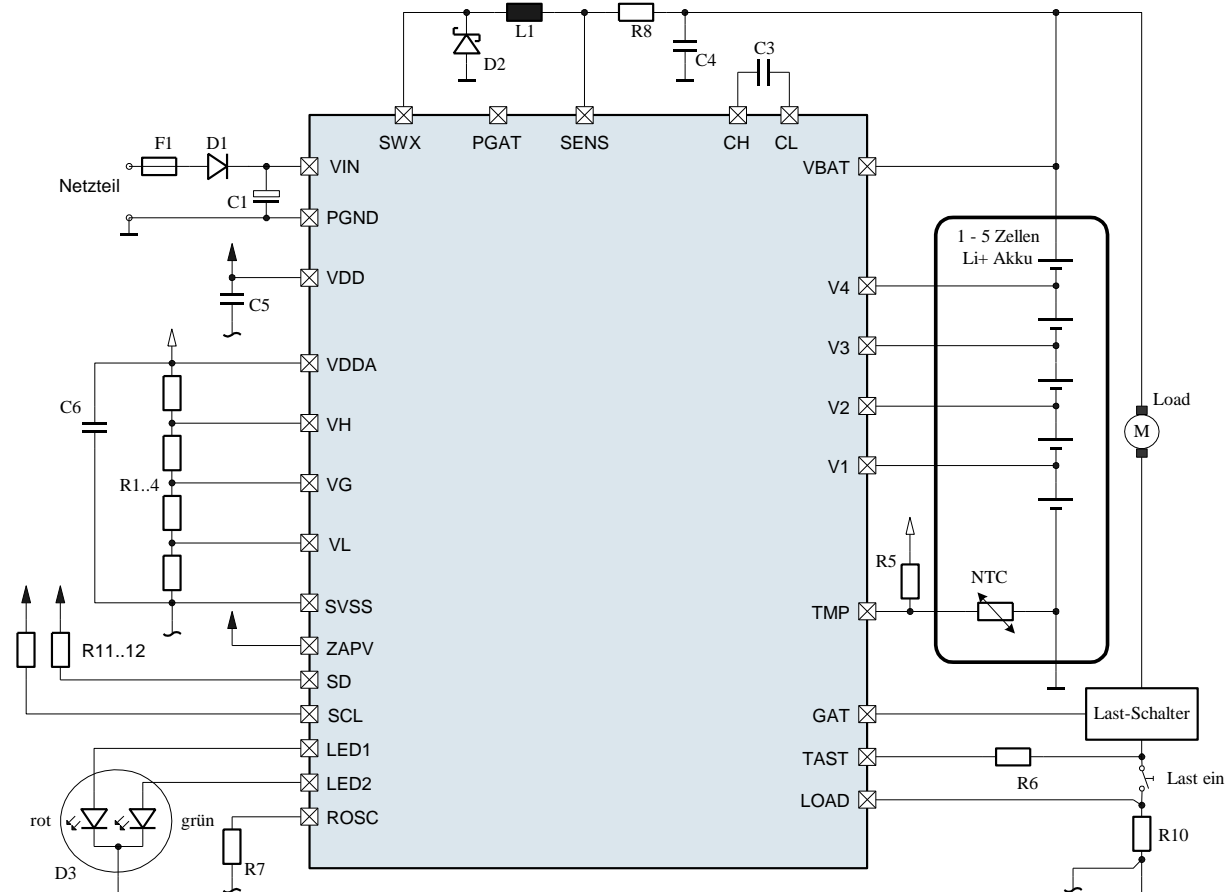 L1
R8
D2
C4
C3
SWX
PGAT
SENS
CH
CL
F1
D1
VIN
VBAT
Netzteil
C1
PGND
1 - 5 Zellen
Li+ Akku
VDD
V4
C5
V3
VDDA
C6
V2
Load
VH
M
V1
R1..4
VG
VL
R5
NTC
SVSS
TMP
R11..12
ZAPV
SD
SCL
GAT
Last-Schalter
LED1
TAST
R6
Last ein
LED2
LOAD
rot
grün
ROSC
R10
D3
R7